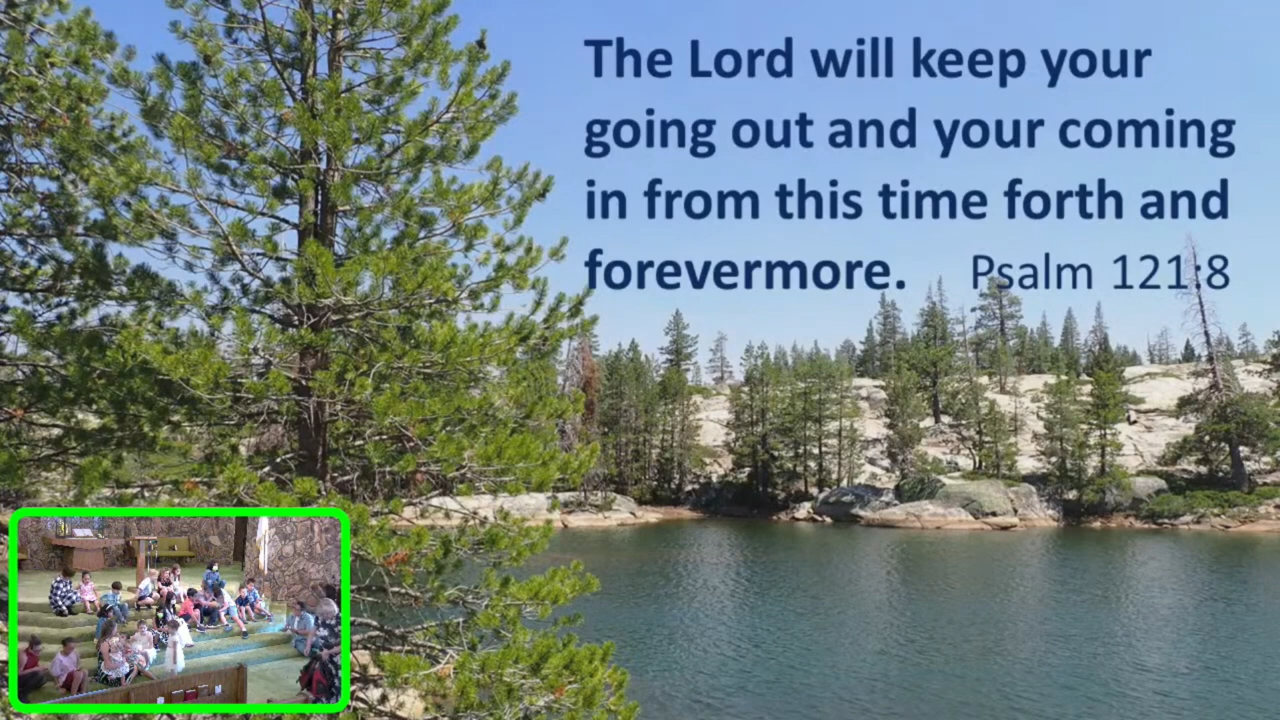 The Lord will keep your
going out and your coming
in from this time forth and
forevermore. Psalm 121:8